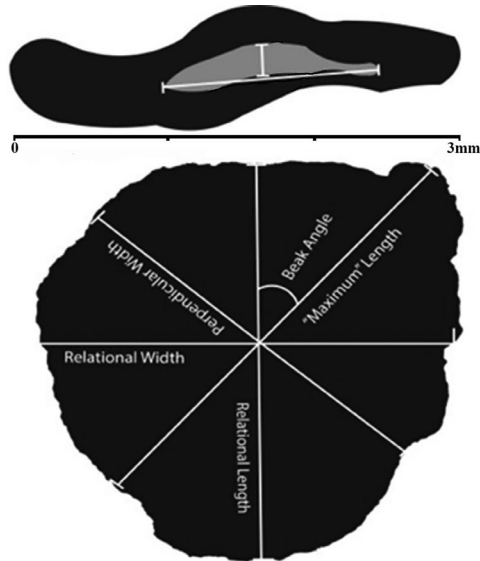 0 3mm
Beak Angle
"Maximum" Length
Perpendicular Width
Relational Width
Relational Length